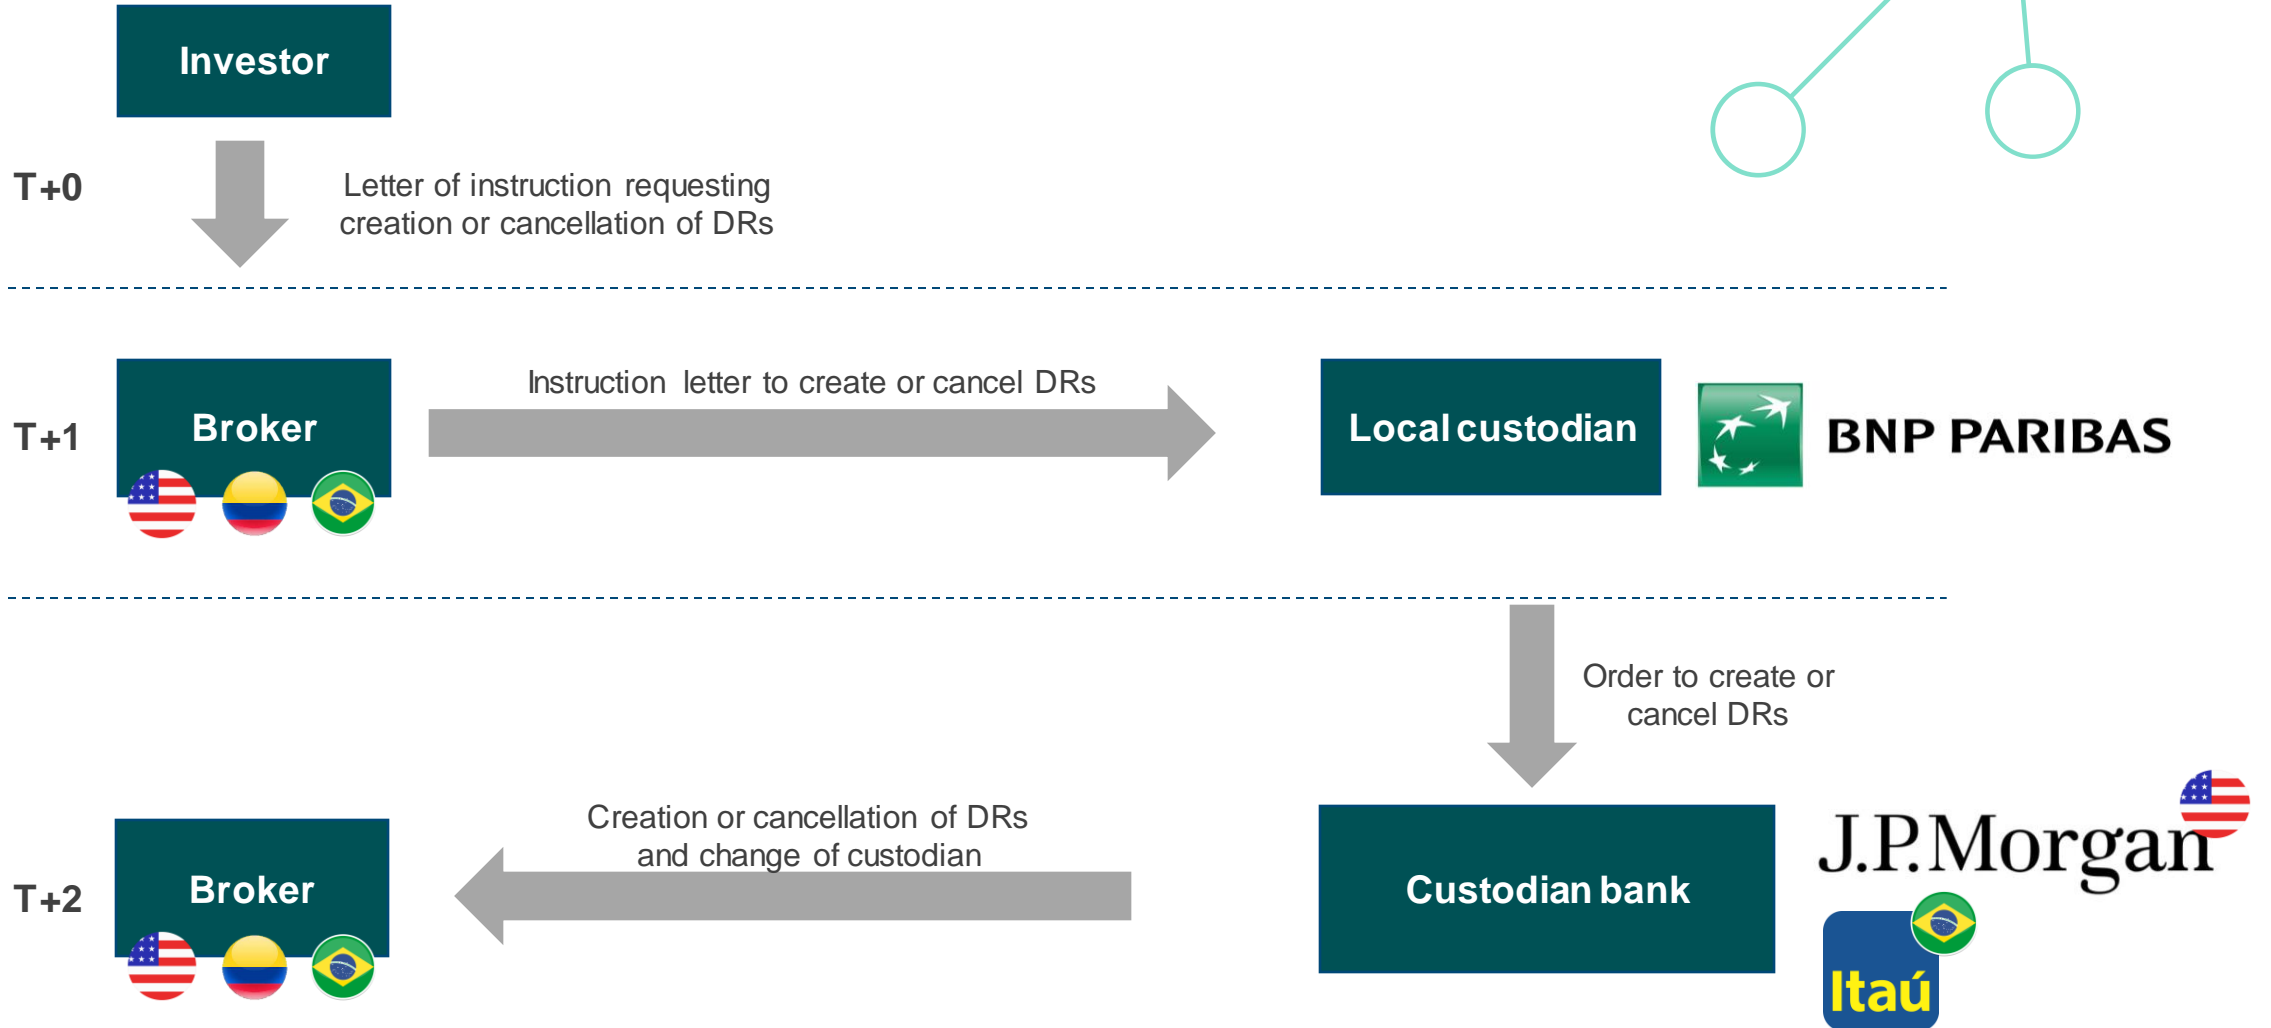 Investor
T+0
Letter of instruction requesting
creation or cancellation of DRs
T+1
Broker
Instruction letter to create or cancel DRs
Local custodian
BNP PARIBAS
Order to create or
cancel DRs
T+2
Broker
Creation or cancellation of DRs
and change of custodian
Custodian bank
J.P.Morgan
Itaú